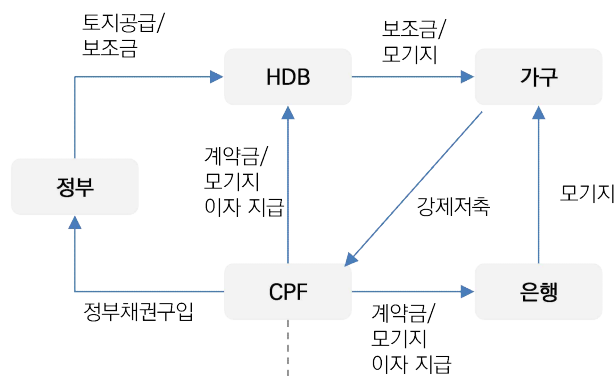 토지공급/
보조금
HDB
보조금/
모기지
가구
계약금/
모기지
이자 지급
정부
강제저축
모기지
CPF
은행
정부채권구입
계약금/
모기지
이자 지급